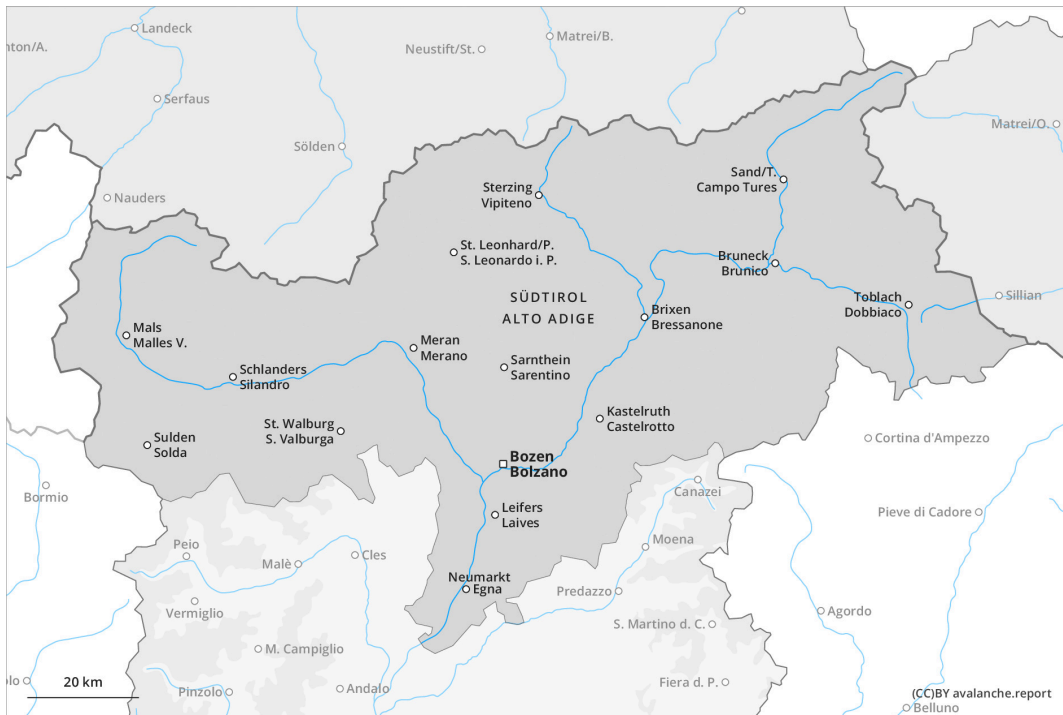 Landeck
nton/A.
Neustift/St.
Matrei/B.
Serfaus
Sölden
Matrei/O.
Nauders
Sterzing
Vipiteno
Sand/T.
Campo Tures
St. Leonhard/P.
S. Leonardo i. P.
Bruneck
Brunico
SÜDTIROL
ALTO ADIGE
Toblach
Dobbiaco
Sillian
Brixen
Bressanone
Mals
Malles V.
Meran
Merano
Sarnthein
Sarentino
Schlanders
Silandro
Kastelruth
Castelrotto
St. Walburg
S. Valburga
Sulden
Solda
Cortina d'Ampezzo
Bozen
Bolzano
Bormio
Canazei
Leifers
Laives
Pieve di Cadore
Peio
Malè
Cles
Moena
Neumarkt
Egna
Predazzo
Vermiglio
Agordo
S. Martino d. C.
M. Campiglio
olo
20 km
Pinzolo
Andalo
Fiera d. P.
(CC)BY avalanche.report
Belluno